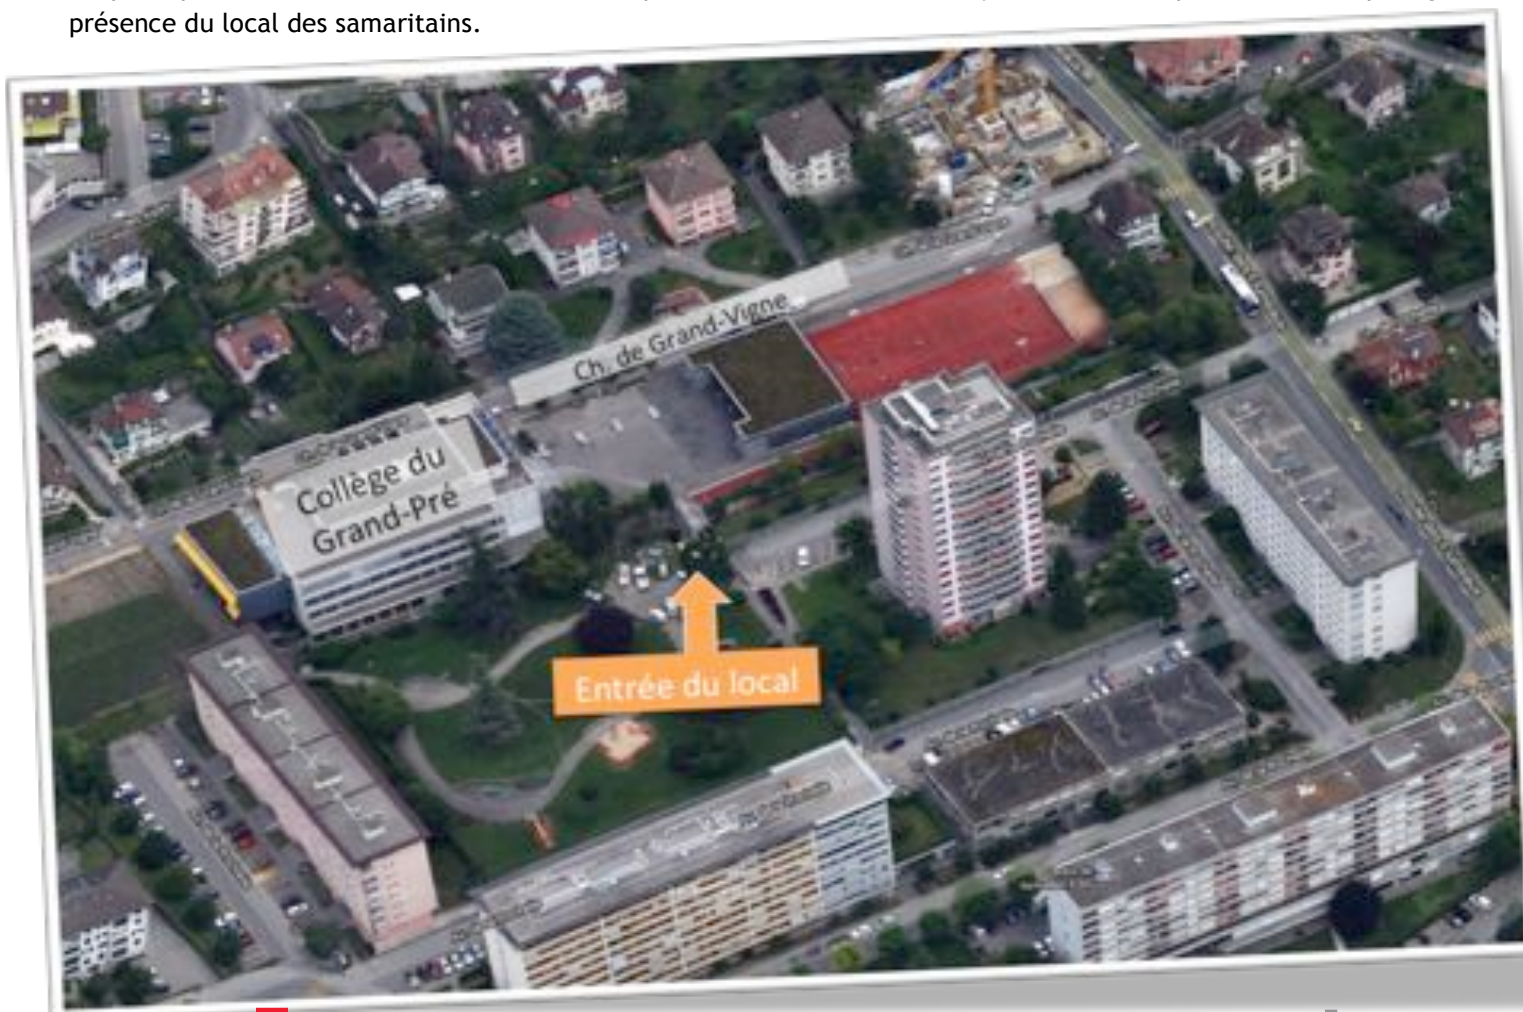 présence du local des samaritains.
Ch. de Grand-Vigne
Collège du
Grand-Pré
Entrée du local